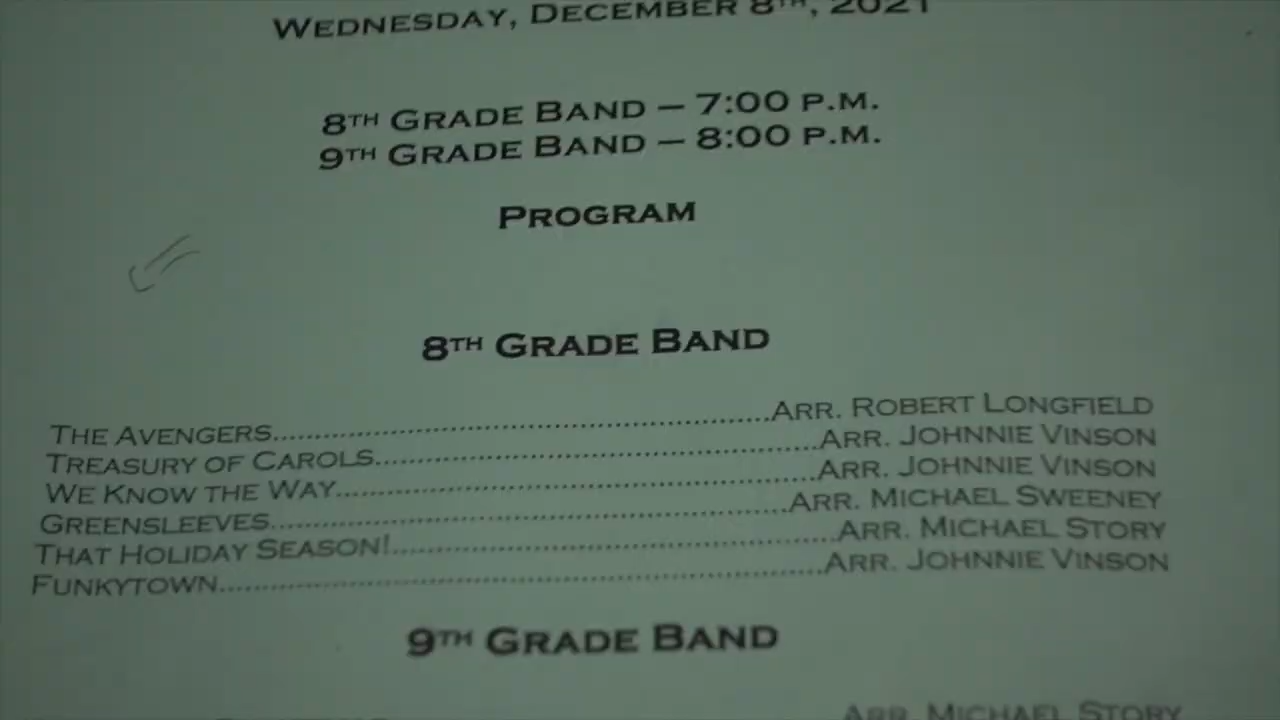 WEDNESDAY, DECEMBER 8TH, 2021
8TH GRADE BAND – 7:00 P.M.
9TH GRADE BAND – 8:00 P.M.
PROGRAM
8TH GRADE BAND
THE AVENGERS........................................ARR. ROBERT LONGFIELD
TREASURY OF CAROLS........................................ARR. JOHNNIE VINSON
WE KNOW THE WAY........................................ARR. JOHNNIE VINSON
GREENSLEEVES........................................ARR. MICHAEL SWEENEY
THAT HOLIDAY SEASON!........................................ARR. MICHAEL STORY
FUNKYTOWN........................................ARR. JOHNNIE VINSON
9TH GRADE BAND
ARR. MICHAEL STORY